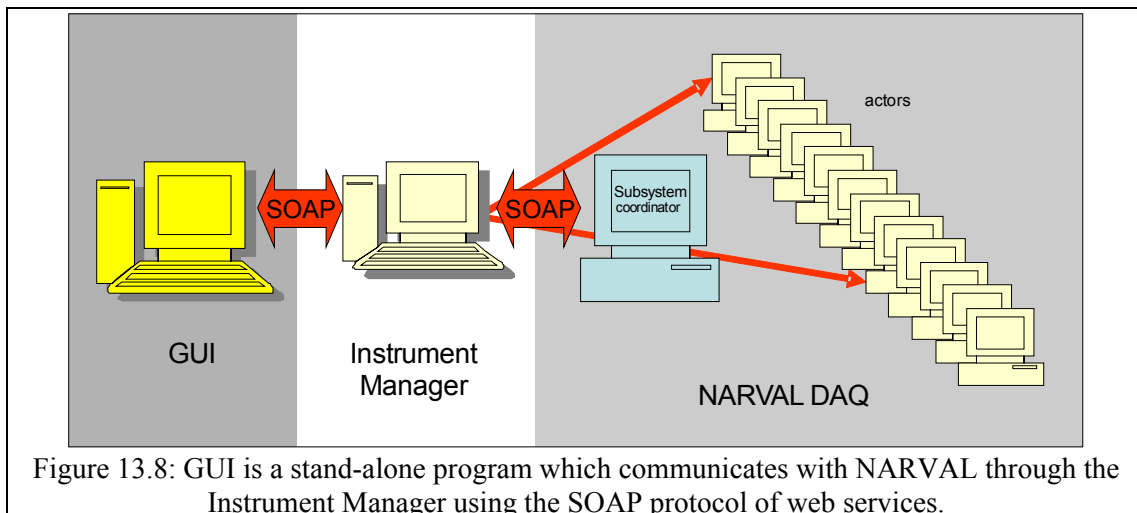 actors
Subsystem
coordinator
SOAP
SOAP
GUI
Instrument
Manager
NARVAL DAQ
Figure 13.8: GUI is a stand-alone program which communicates with NARVAL through the
Instrument Manager using the SOAP protocol of web services.